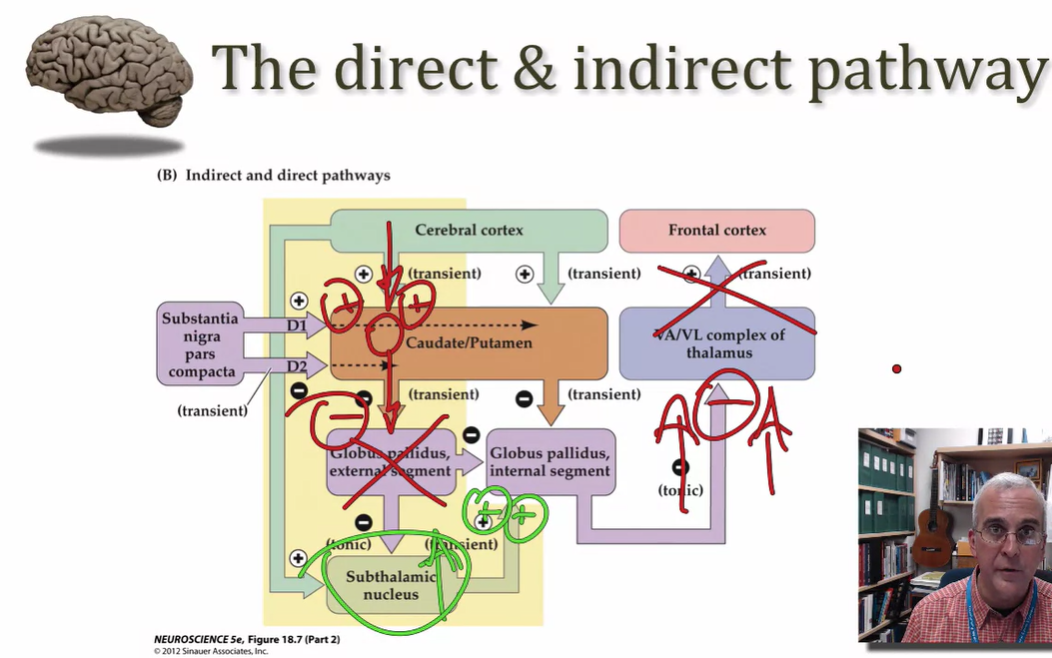 The direct & indirect pathway
(B) Indirect and direct pathways
Cerebral cortex
Frontal cortex
+
(transient)
+
(transient)
+
(transient)
+
+
+
Substantia
nigra
pars
compacta
D1
D2
Caudate/Putamen
VA/VL complex of
thalamus
(transient)
−
−
(transient)
−
(transient)
−
−
Globus pallidus,
external segment
−
Globus pallidus,
internal segment
−
(tonic)
+
+
+
−
(tonic)
(transient)
+
Subthalamic
nucleus
NEUROSCIENCE 5e, Figure 18.7 (Part 2)
© 2012 Sinauer Associates, Inc.